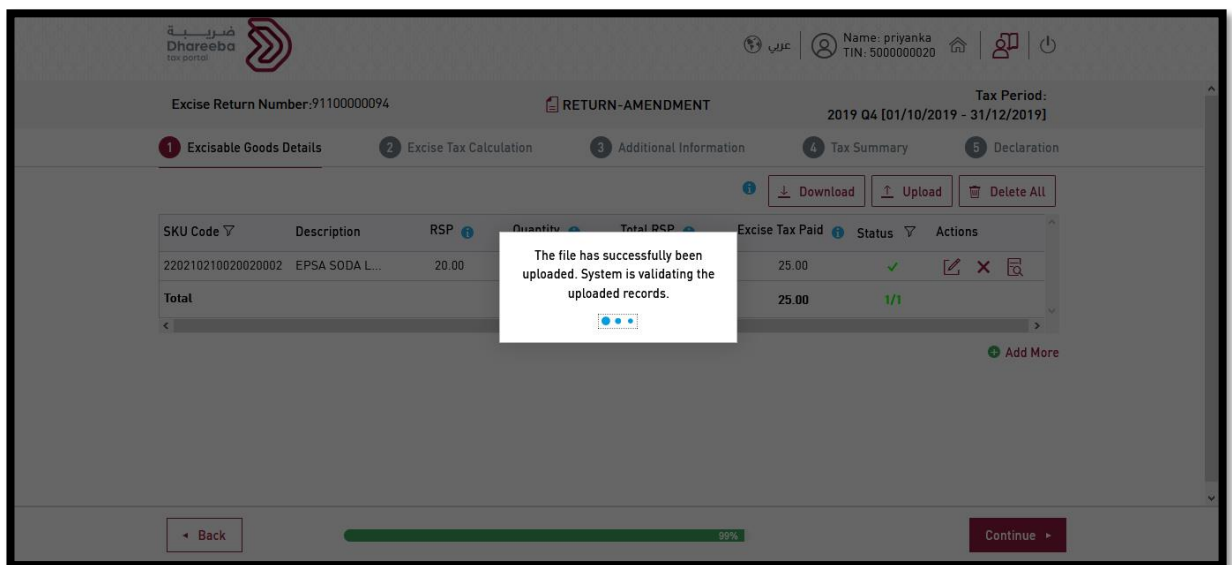 ضريبة
Dhareeba
tax portal
عربي
Name: priyanka
TIN: 5000000020
Excise Return Number:91100000094
RETURN-AMENDMENT
Tax Period:
2019 Q4 [01/10/2019 - 31/12/2019]
1 Excisable Goods Details
2 Excise Tax Calculation
3 Additional Information
4 Tax Summary
5 Declaration
Download
Upload
Delete All
SKU Code Description RSP Quantity Total RSP Excise Tax Paid Status Actions
220210210020020002 EPSA SODA L... 20.00 25.00
Total 25.00 1/1
The file has successfully been
uploaded. System is validating the
uploaded records.
Add More
Back
99%
Continue